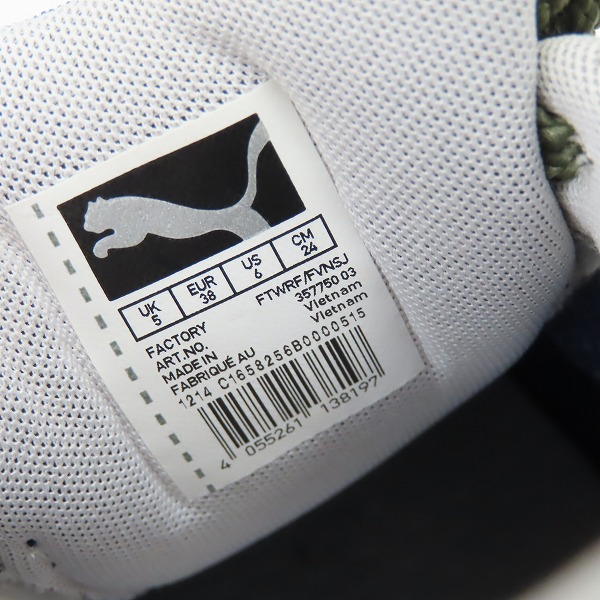 UK EUR US CM
5 38 6 24
FACTORY FTWRF/FVNSJ
ART.NO. 357750 03
MADE IN Vietnam
FABRIQUÉ AU Vietnam
1214 C1658256B0000515
4 055261 138197